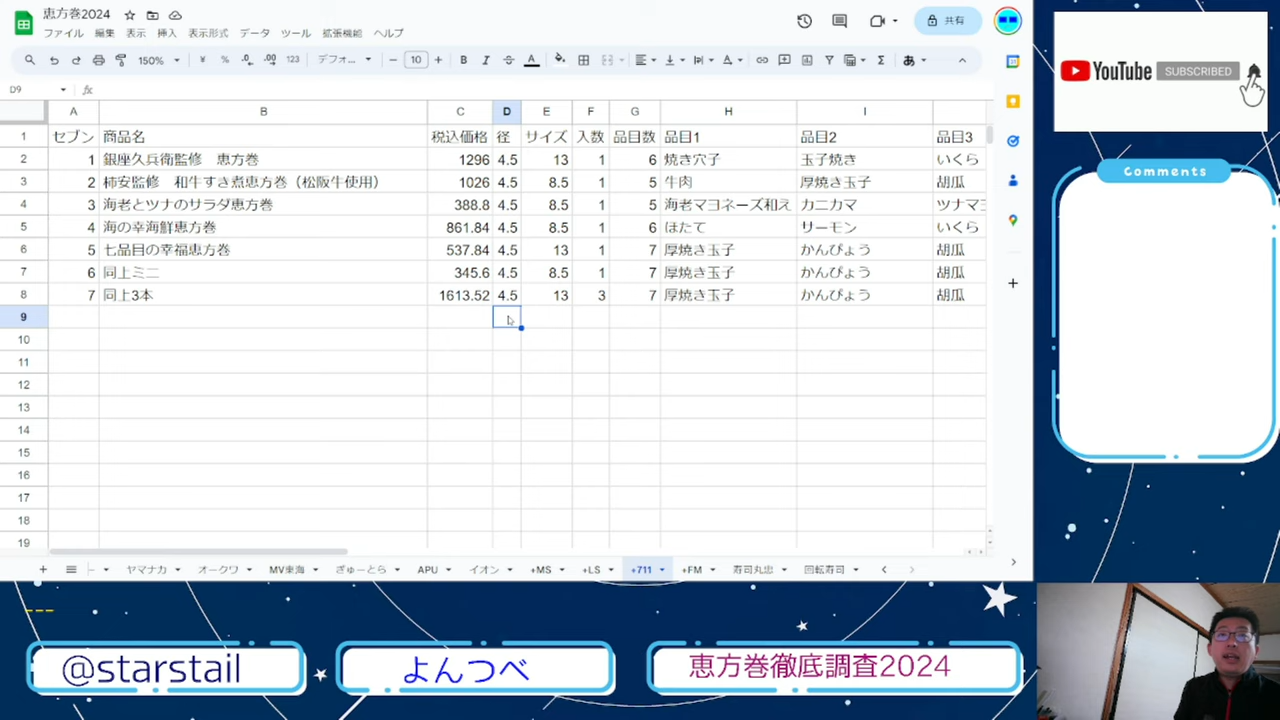 恵方巻2024
ファイル 編集 表示 挿入 表示形式 データ ツール 拡張機能 ヘルプ
共有
150% ¥ % .0 .00 123 デフォ... 10 B I A あ
D9 fx
A B C D E F G H I
1 セブン 商品名 税込価格 径 サイズ 入数 品目数 品目1 品目2 品目3
2 1 銀座久兵衛監修　恵方巻 1296 4.5 13 1 6 焼き穴子 玉子焼き いくら
3 2 柿安監修　和牛すき煮恵方巻（松阪牛使用） 1026 4.5 8.5 1 5 牛肉 厚焼き玉子 胡瓜
4 3 海老とツナのサラダ恵方巻 388.8 4.5 8.5 1 5 海老マヨネーズ和え カニカマ ツナマヨ
5 4 海の幸海鮮恵方巻 861.84 4.5 8.5 1 6 ほたて サーモン いくら
6 5 七品目の幸福恵方巻 537.84 4.5 13 1 7 厚焼き玉子 かんぴょう 胡瓜
7 6 同上ミニ 345.6 4.5 8.5 1 7 厚焼き玉子 かんぴょう 胡瓜
8 7 同上3本 1613.52 4.5 13 3 7 厚焼き玉子 かんぴょう 胡瓜
9
10
11
12
13
14
15
16
17
18
19
ヤマナカ オークワ MV東海 ぎゅーとら APU イオン +MS +LS +711 +FM 寿司丸忠 回転寿司
YouTube SUBSCRIBED
Comments
@starstail
よんつべ
恵方巻徹底調査2024